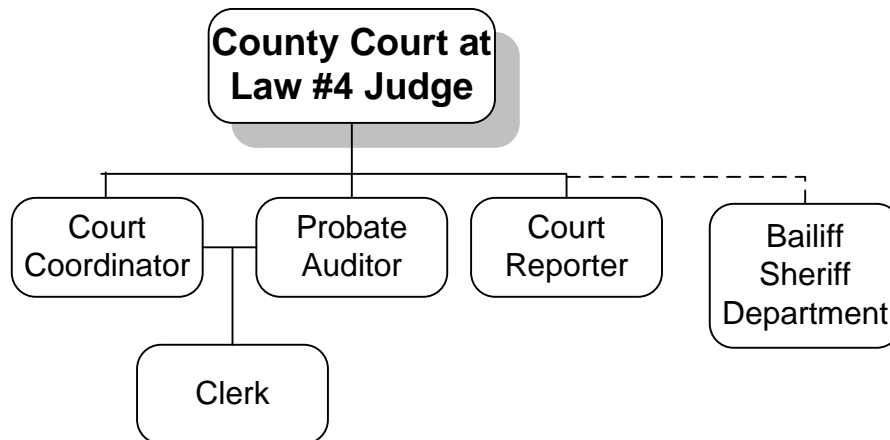 County Court at
Law #4 Judge
Court
Coordinator
Probate
Auditor
Court
Reporter
Bailiff
Sheriff
Department
Clerk